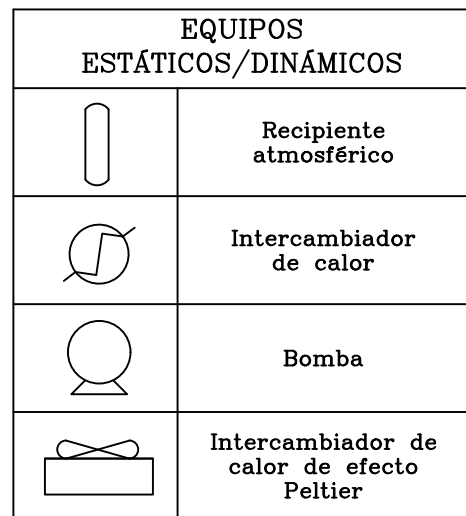 EQUIPOS
ESTÁTICOS/DINÁMICOS
Recipiente
atmosférico
Intercambiador
de calor
Bomba
Intercambiador de
calor de efecto
Peltier